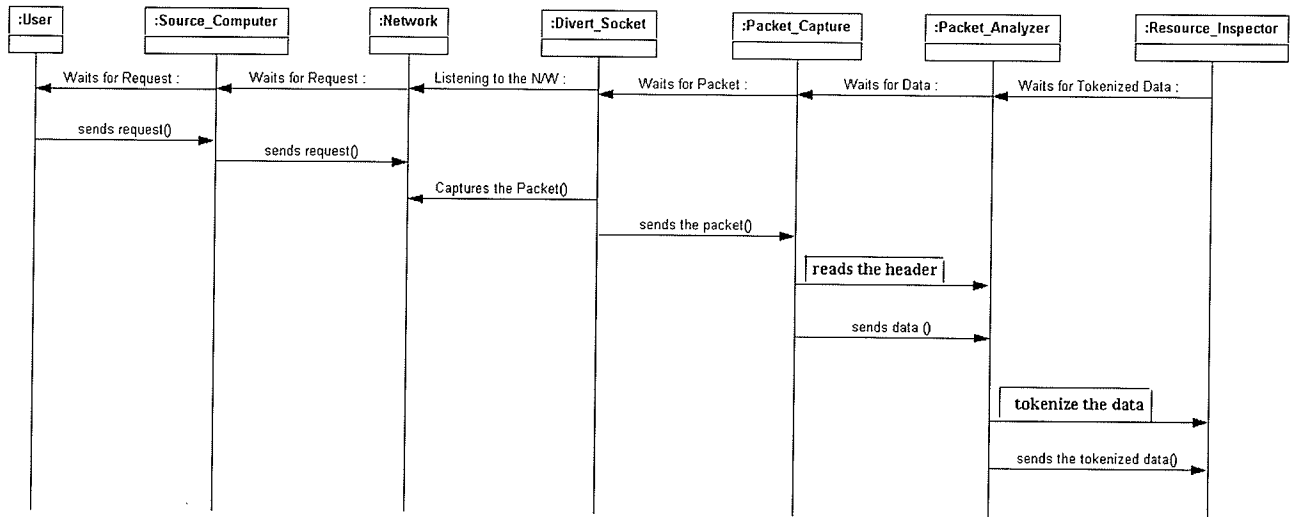 :User
:Source_Computer
:Network
:Divert_Socket
:Packet_Capture
:Packet_Analyzer
:Resource_Inspector
Waits for Request :
Waits for Request :
Listening to the N/W :
Waits for Packet :
Waits for Data :
Waits for Tokenized Data :
sends request()
sends request()
Captures the Packet()
sends the packet()
reads the header
sends data ()
tokenize the data
sends the tokenized data()